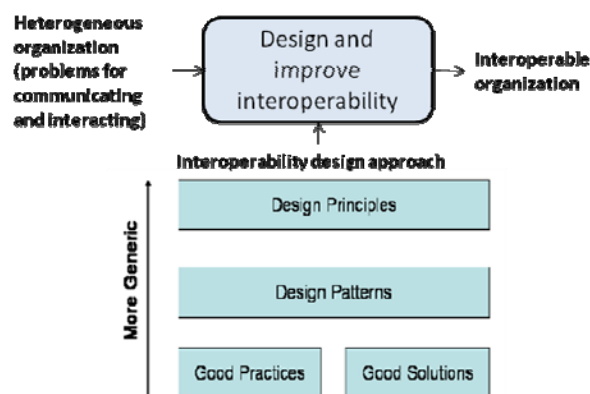 Heterogeneous
organization
(problems for
communicating
and interacting)
Design and
improve
interoperability
Interoperable
organization
Interoperability design approach
More Generic
Design Principles
Design Patterns
Good Practices
Good Solutions